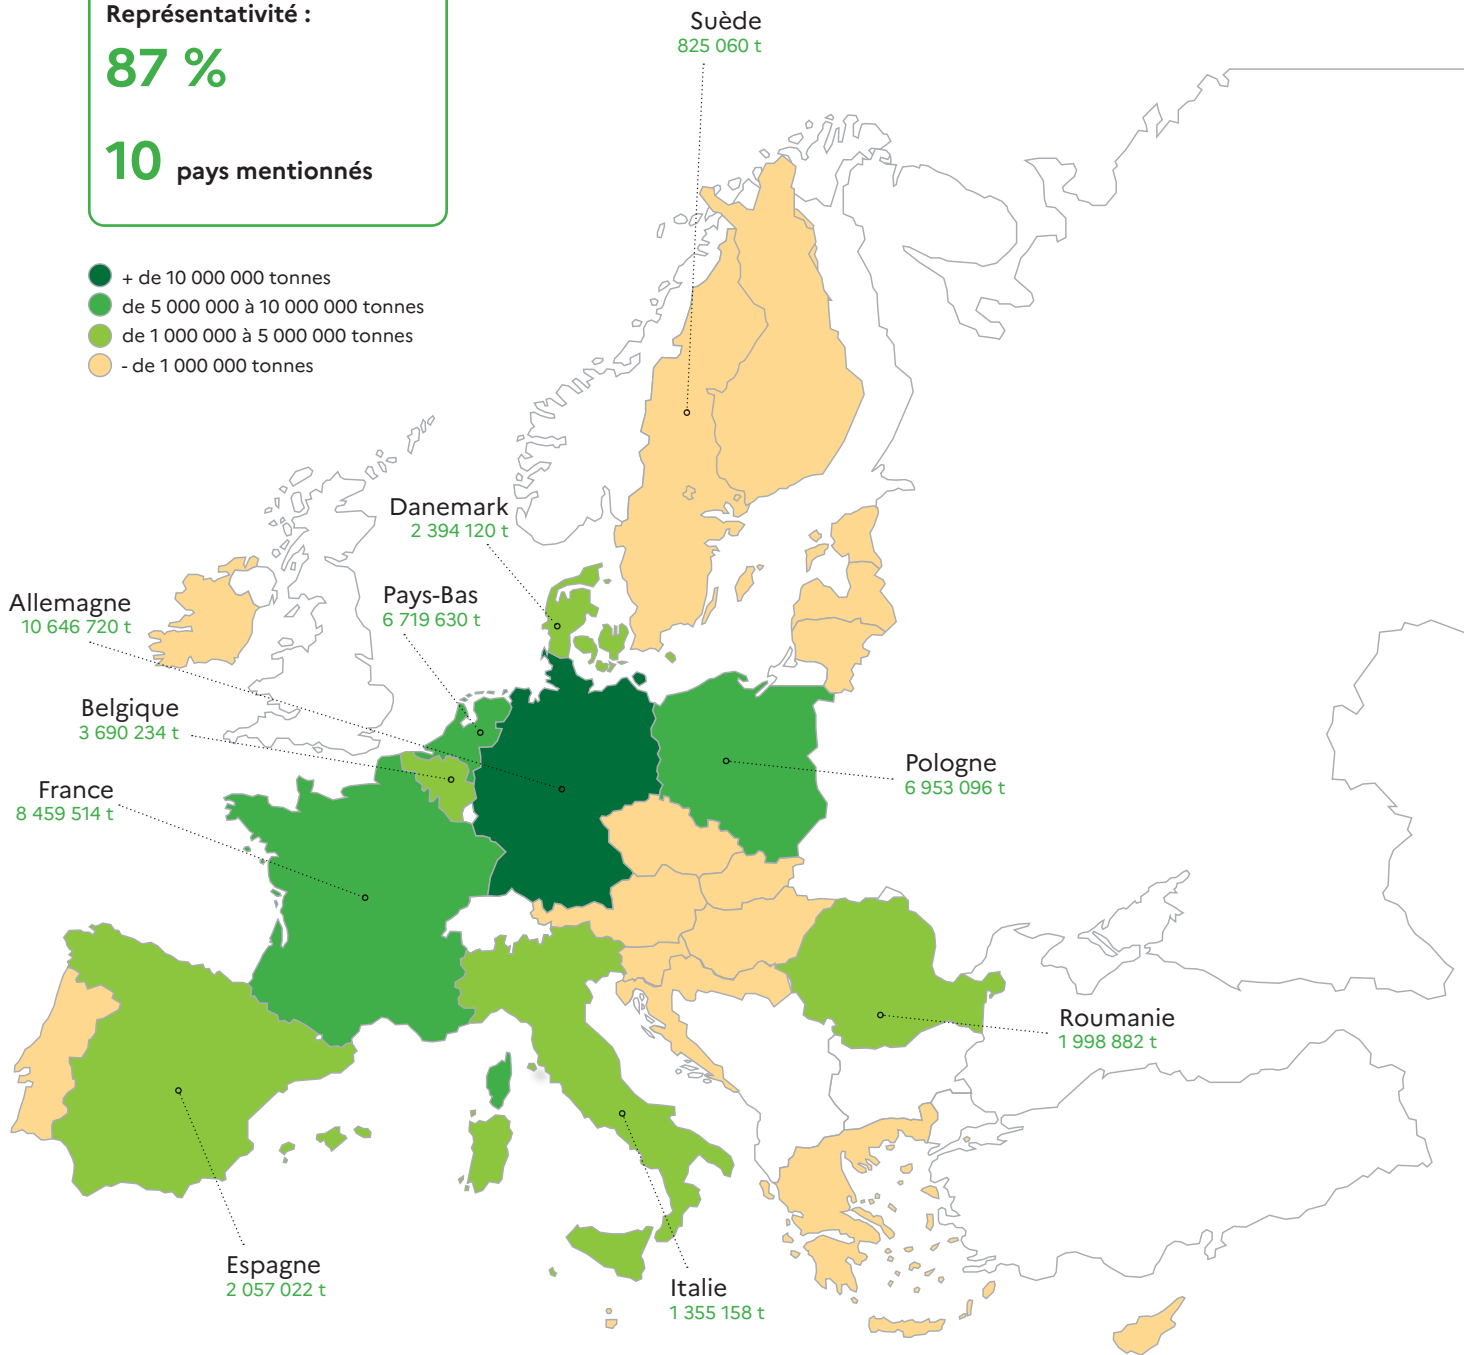 Représentativité :
87 %
10 pays mentionnés
+ de 10 000 000 tonnes
de 5 000 000 à 10 000 000 tonnes
de 1 000 000 à 5 000 000 tonnes
- de 1 000 000 tonnes
Suède
825 060 t
Danemark
2 394 120 t
Pays-Bas
6 719 630 t
Allemagne
10 646 720 t
Belgique
3 690 234 t
France
8 459 514 t
Pologne
6 953 096 t
Roumanie
1 998 882 t
Espagne
2 057 022 t
Italie
1 355 158 t